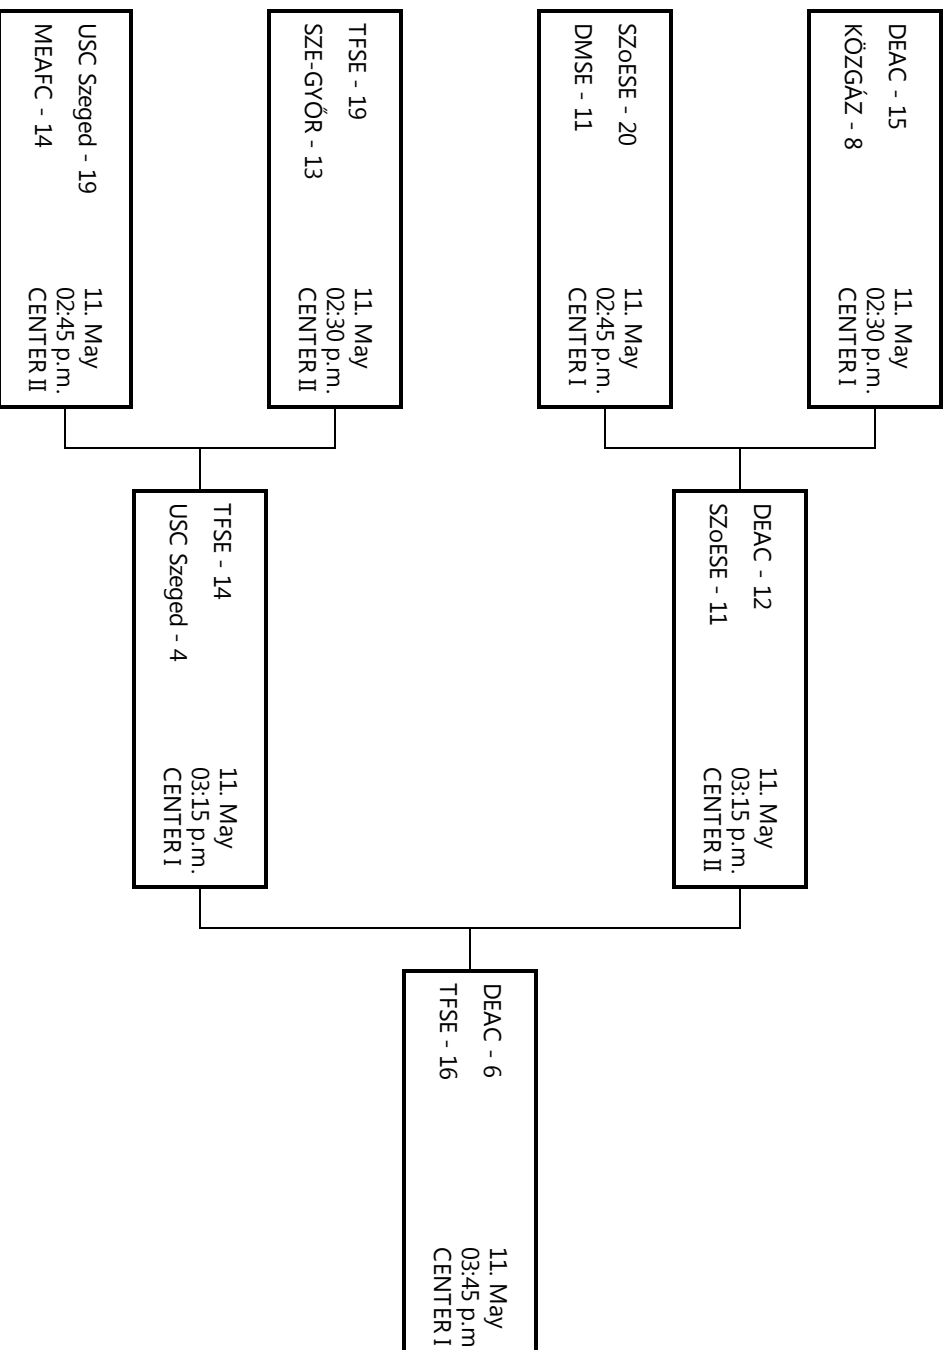 DEAC - 15
KÖZGÁZ - 8
11. May
02:30 p.m.
CENTER I
SZoESE - 20
DMSE - 11
11. May
02:45 p.m.
CENTER I
TFSE - 19
SZE-GYŐR - 13
11. May
02:30 p.m.
CENTER II
USC Szeged - 19
MEAFC - 14
11. May
02:45 p.m.
CENTER II
DEAC - 12
SZoESE - 11
11. May
03:15 p.m.
CENTER II
TFSE - 14
USC Szeged - 4
11. May
03:15 p.m.
CENTER I
DEAC - 6
TFSE - 16
11. May
03:45 p.m
CENTER I